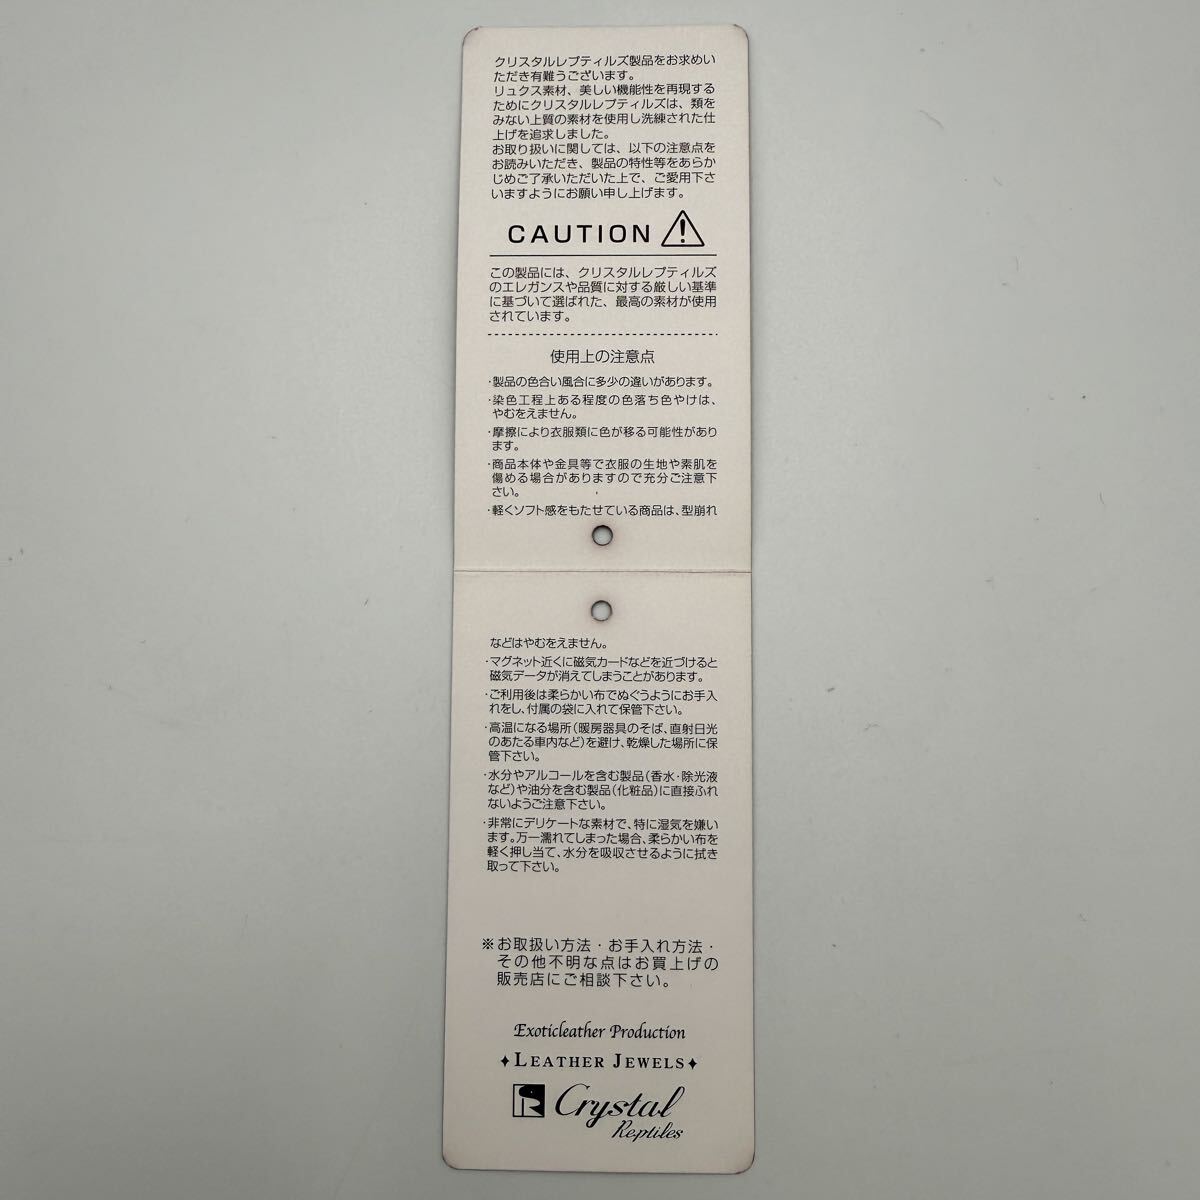 クリスタルレプティルズ製品をお求めい
ただき有難うございます。
リュクス素材、美しい機能性を再現する
ためにクリスタルレプティルズは、類を
みない上質の素材を使用し洗練された仕
上げを追求しました。
お取り扱いに関しては、以下の注意点を
お読みいただき、製品の特性等をあらか
じめご了承いただいた上で、ご愛用下さ
いますようにお願い申し上げます。
CAUTION
この製品には、クリスタルレプティルズ
のエレガンスや品質に対する厳しい基準
に基づいて選ばれた、最高の素材が使用
されています。
使用上の注意点
・製品の色合い風合に多少の違いがあります。
・染色工程上ある程度の色落ち色やけは、
やむをえません。
・摩擦により衣服類に色が移る可能性があり
ます。
・商品本体や金具等で衣服の生地や素肌を
傷める場合がありますので充分ご注意下
さい。
・軽くソフト感をもたせている商品は、型崩れ
などはやむをえません。
・マグネット近くに磁気カードなどを近づけると
磁気データが消えてしまうことがあります。
・ご利用後は柔らかい布でぬぐうようにお手入
れをし、付属の袋に入れて保管下さい。
・高温になる場所(暖房器具のそば、直射日光
のあたる車内など)を避け、乾燥した場所に保
管下さい。
・水分やアルコールを含む製品(香水・除光液
など)や油分を含む製品(化粧品)に直接ふれ
ないようご注意下さい。
・非常にデリケートな素材で、特に湿気を嫌い
ます。万一濡れてしまった場合、柔らかい布を
軽く押し当て、水分を吸収させるように拭き
取って下さい。
※お取扱い方法・お手入れ方法・
その他不明な点はお買上げの
販売店にご相談下さい。
Exoticleather Production
✦LEATHER JEWELS✦
Crystal
Reptiles